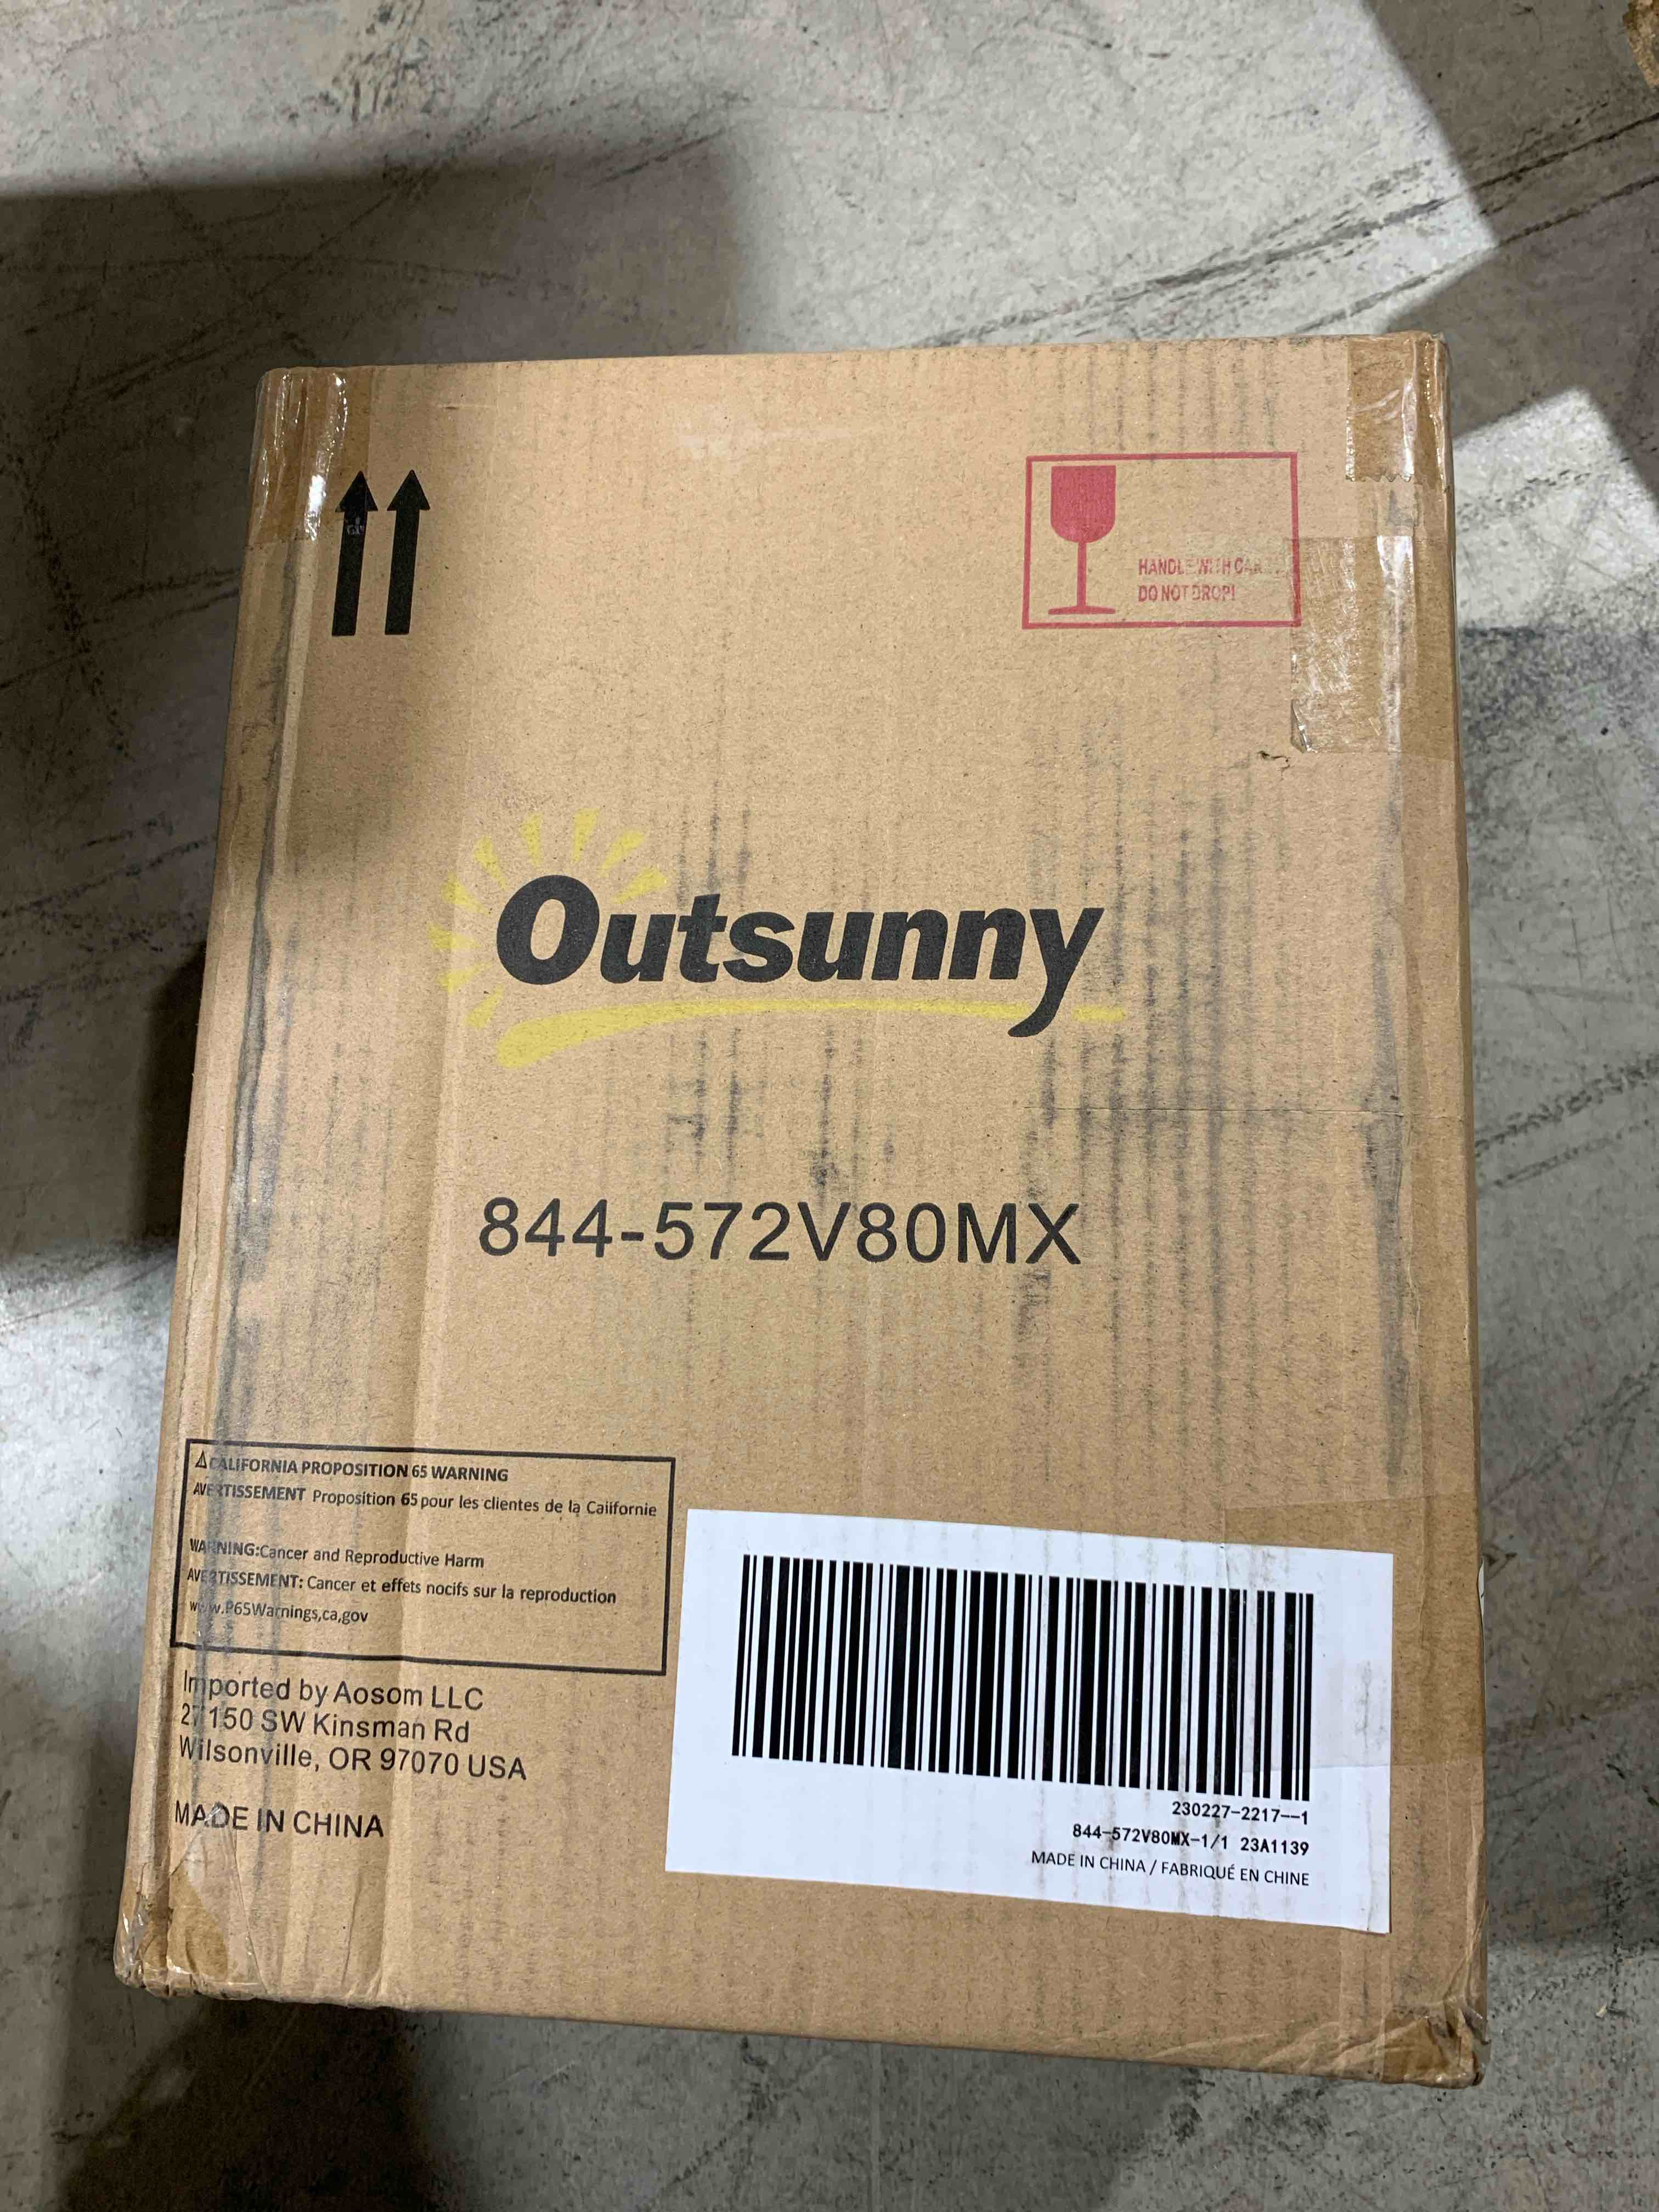 HANDLE WITH CARE
DO NOT DROP!
Outsunny
844-572V80MX
⚠CALIFORNIA PROPOSITION 65 WARNING
AVERTISSEMENT Proposition 65 pour les clientes de la Caiifornie
WARNING:Cancer and Reproductive Harm
AVERTISSEMENT: Cancer et effets nocifs sur la reproduction
www.P65Warnings,ca,gov
Imported by Aosom LLC
27150 SW Kinsman Rd
Wilsonville, OR 97070 USA
MADE IN CHINA
230227-2217--1
844-572V80MX-1/1 23A1139
MADE IN CHINA / FABRIQUÉ EN CHINE